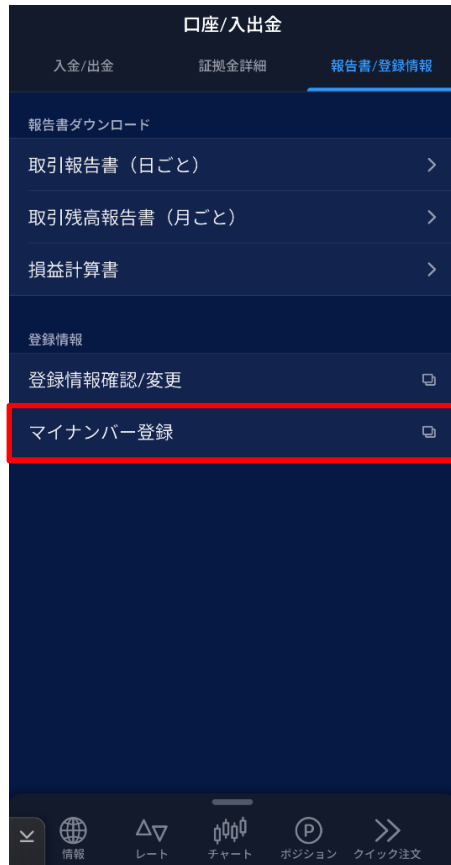 口座/入出金
入金/出金 証拠金詳細 報告書/登録情報
報告書ダウンロード
取引報告書（日ごと）
取引残高報告書（月ごと）
損益計算書
登録情報
登録情報確認/変更
マイナンバー登録
P
情報 レート チャート ポジション クイック注文